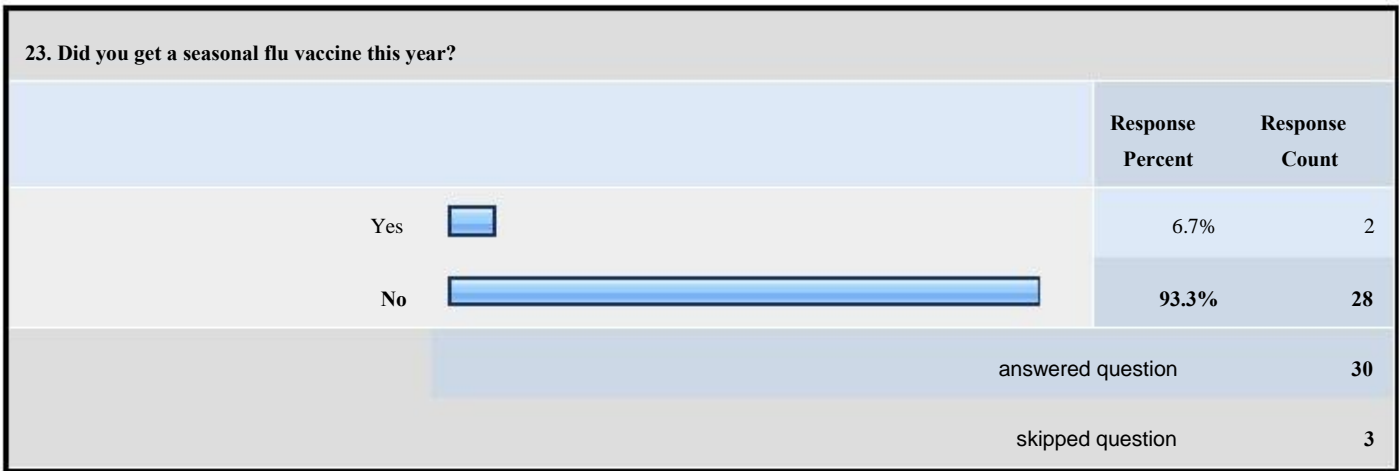 23. Did you get a seasonal flu vaccine this year?
Response Percent
Response Count
Yes 6.7% 2
No 93.3% 28
answered question 30
skipped question 3